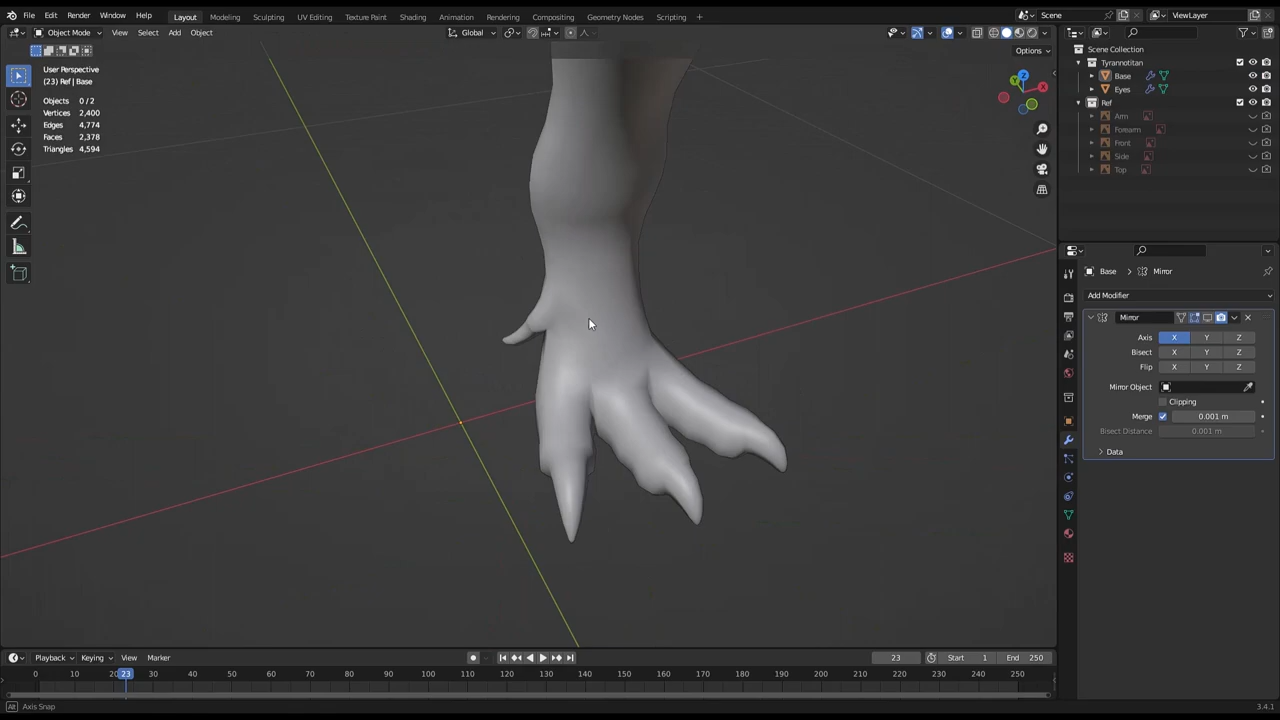 File Edit Render Window Help Layout Modeling Sculpting UV Editing Texture Paint Shading Animation Rendering Compositing Geometry Nodes Scripting + Scene ViewLayer
Object Mode View Select Add Object Global
Options
User Perspective
(23) Ref | Base
Objects 0 / 2
Vertices 2,400
Edges 4,774
Faces 2,378
Triangles 4,594
Z
Y
X
Scene Collection
Tyrannotitan
Base
Eyes
Ref
Arm
Forearm
Front
Side
Top
Base > Mirror
Add Modifier
Mirror
Axis X Y Z
Bisect X Y Z
Flip X Y Z
Mirror Object
Clipping
Merge 0.001 m
Bisect Distance 0.001 m
Data
Playback Keying View Marker 23 Start 1 End 250
0 10 20 23 30 40 50 60 70 80 90 100 110 120 130 140 150 160 170 180 190 200 210 220 230 240 250
Alt Axis Snap 3.4.1